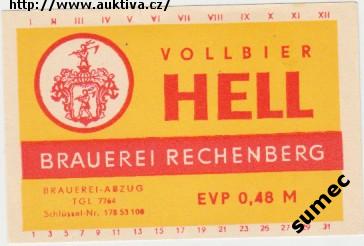 http://www.auktiva.cz/
I II III IV V VI VII VIII IX X XI XII
VOLLBIER
HELL
BRAUEREI RECHENBERG
BRAUEREI-ABZUG
TGL 7764
Schlüssel-Nr. 178 53 100
EVP 0,48 M
sumec
1 3 5 7 9 11 13 15 17 19 21 23 25 27 29 31